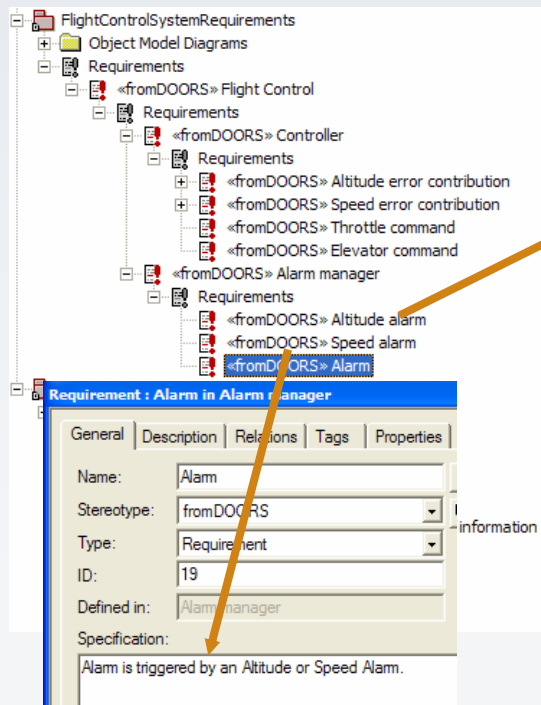 FlightControlSystemRequirements
Object Model Diagrams
Requirements
«fromDOORS» Flight Control
Requirements
«fromDOORS» Controller
Requirements
«fromDOORS» Altitude error contribution
«fromDOORS» Speed error contribution
«fromDOORS» Throttle command
«fromDOORS» Elevator command
«fromDOORS» Alarm manager
Requirements
«fromDOORS» Altitude alarm
«fromDOORS» Speed alarm
«fromDOORS» Alarm
Requirement : Alarm in Alarm manager
General Description Relations Tags Properties
Name: Alarm
Stereotype: fromDOORS
information
Type: Requirement
ID: 19
Defined in: Alarm manager
Specification:
Alarm is triggered by an Altitude or Speed Alarm.